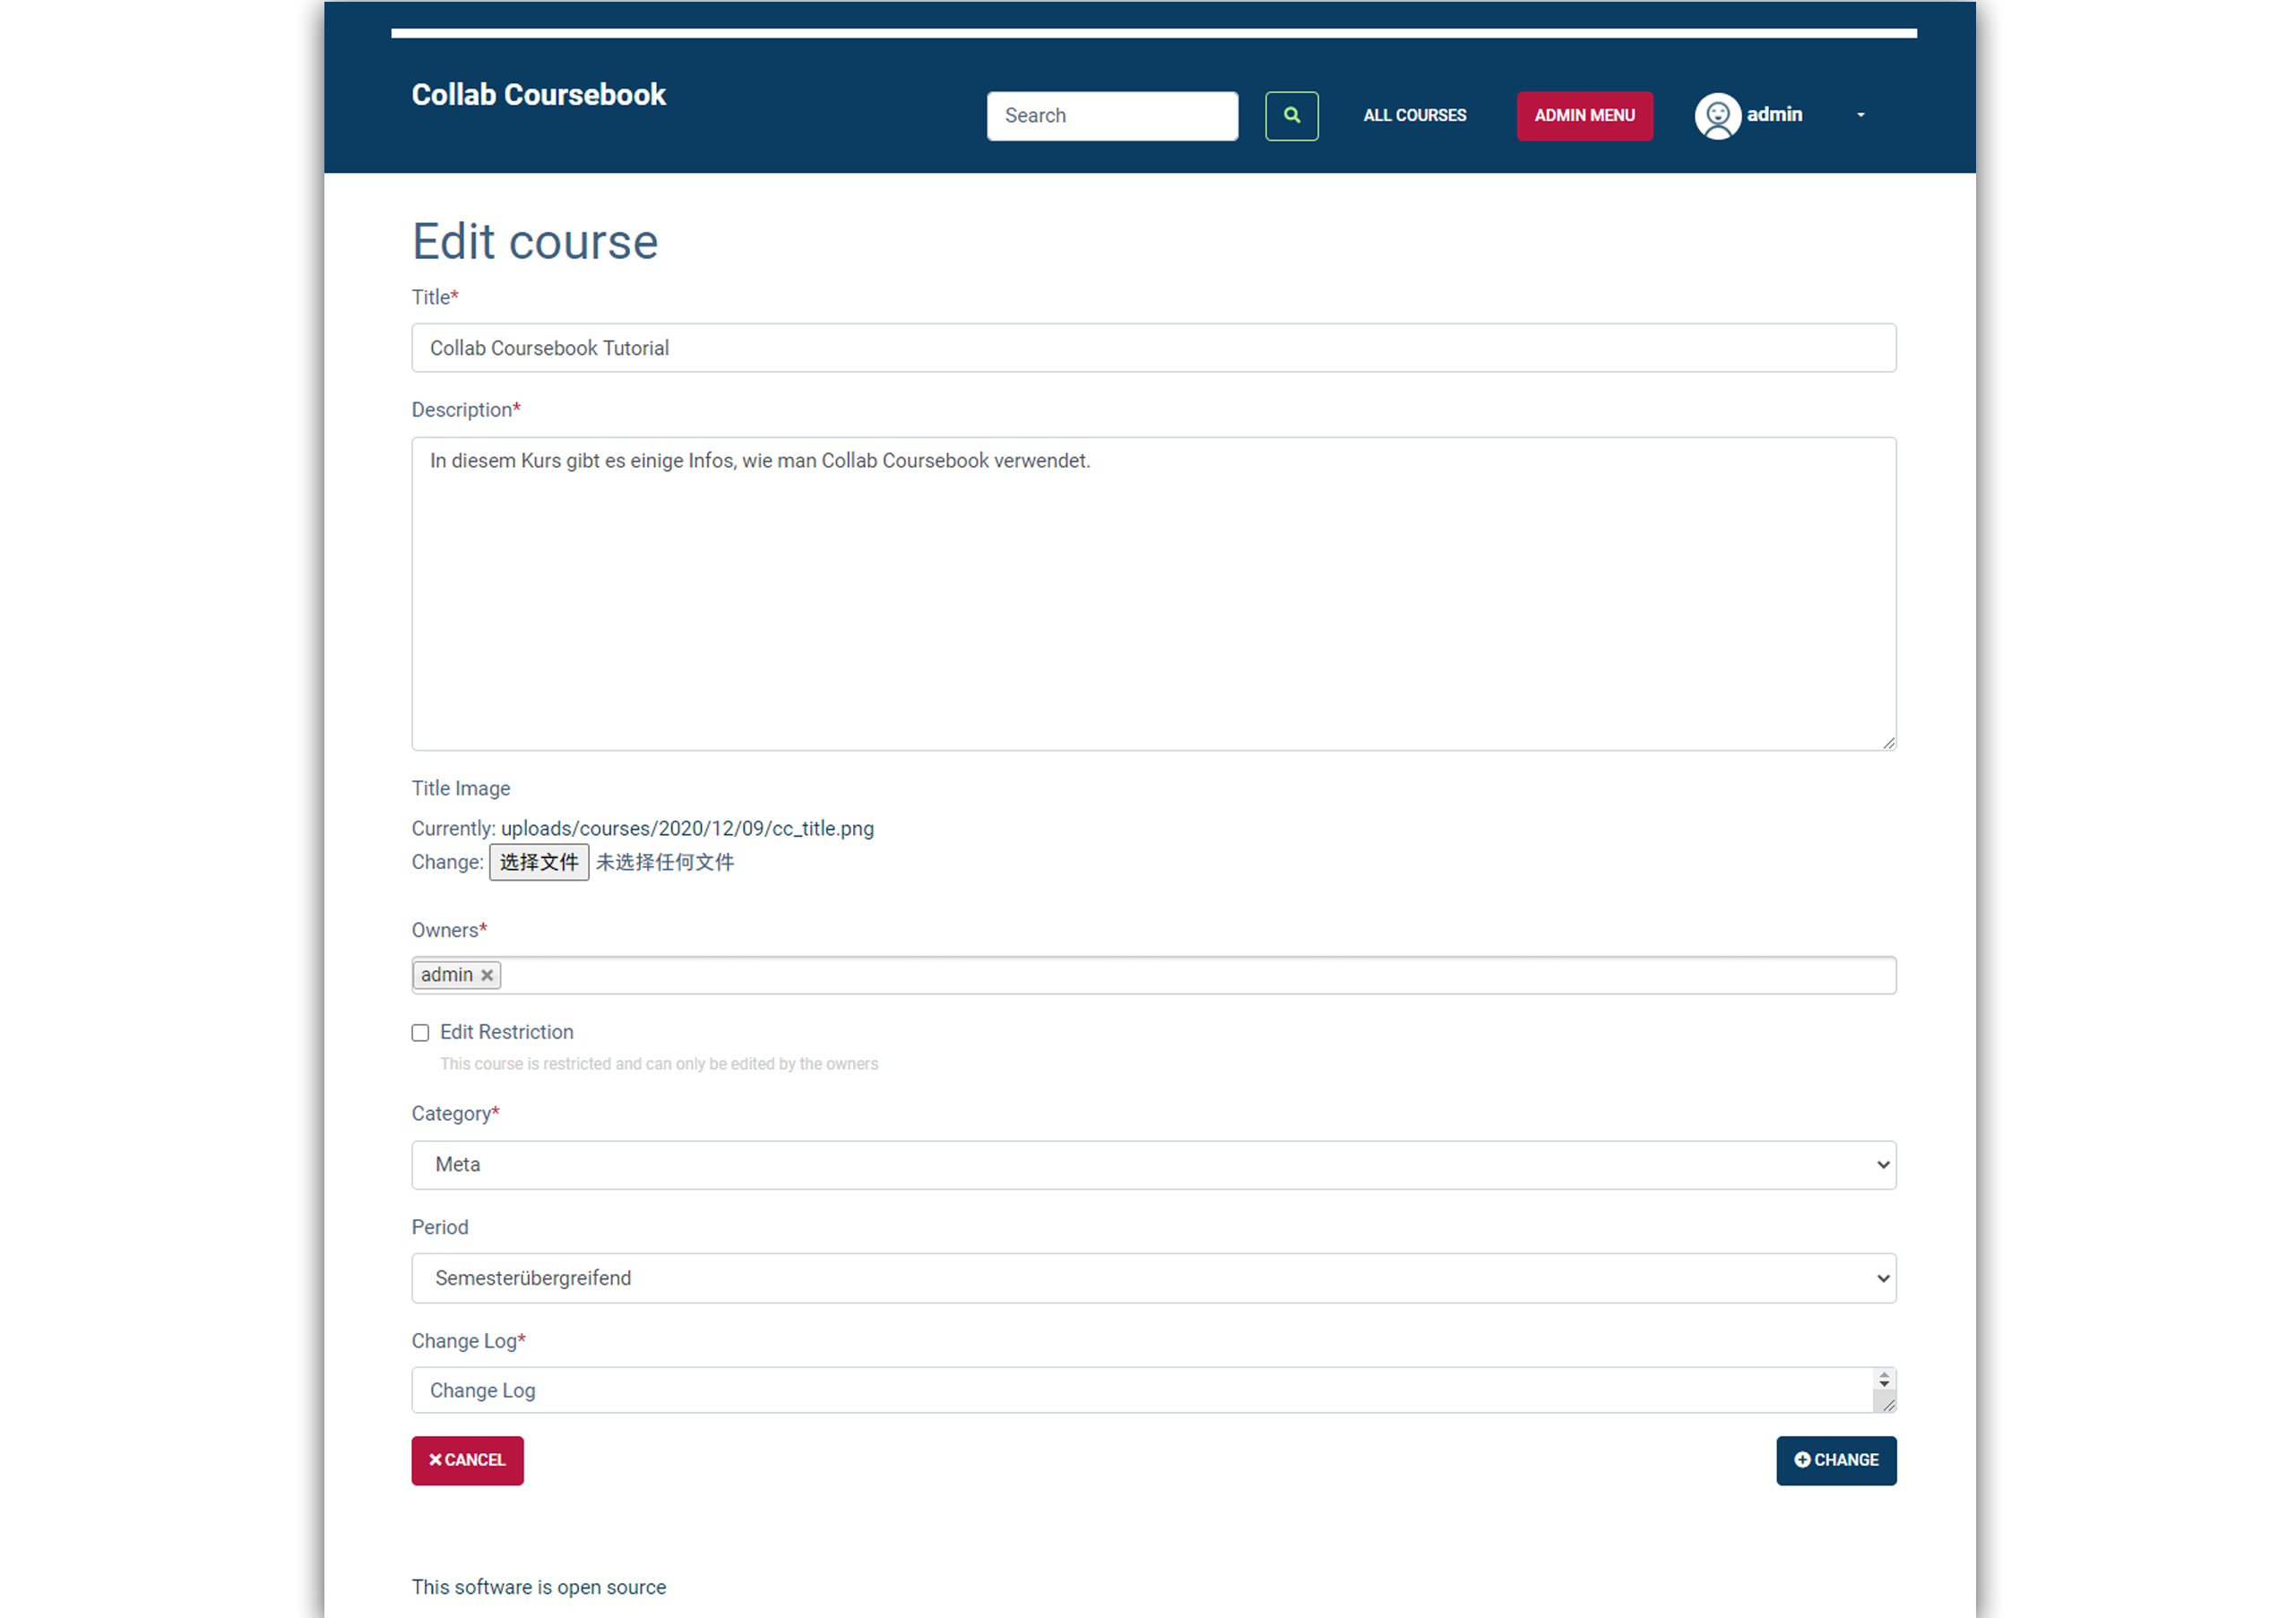 Collab Coursebook
Search
ALL COURSES
ADMIN MENU
admin
Edit course
Title*
Collab Coursebook Tutorial
Description*
In diesem Kurs gibt es einige Infos, wie man Collab Coursebook verwendet.
Title Image
Currently: uploads/courses/2020/12/09/cc_title.png
Change: 选择文件 未选择任何文件
Owners*
admin
Edit Restriction
This course is restricted and can only be edited by the owners
Category*
Meta
Period
Semesterübergreifend
Change Log*
Change Log
CANCEL
CHANGE
This software is open source